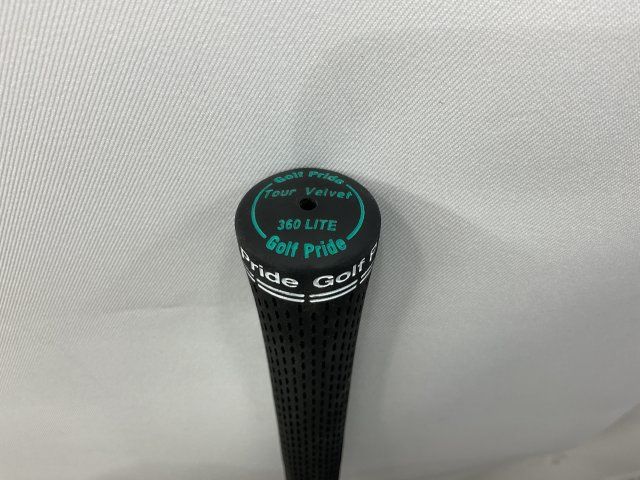 Golf Pride
Tour Velvet
360 LITE
Golf Pride
Pride Golf P